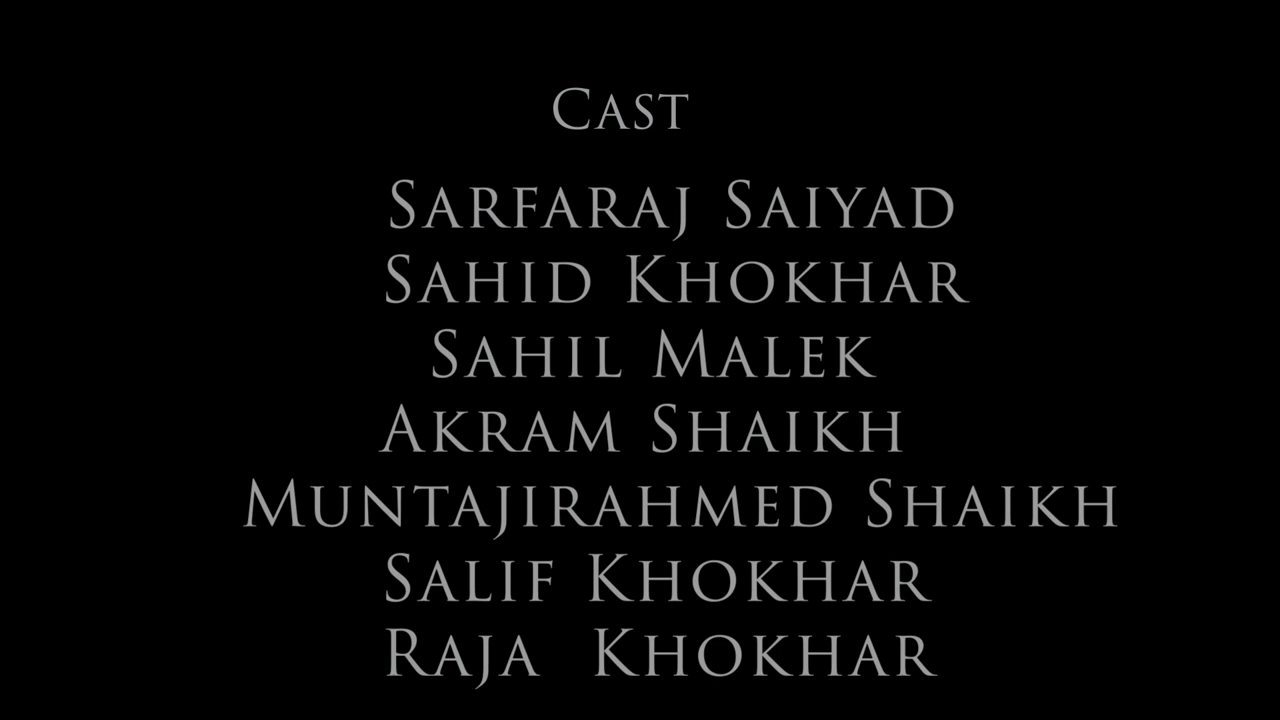 Cast
Sarfaraj Saiyad
Sahid Khokhar
Sahil Malek
Akram Shaikh
Muntajirahmed Shaikh
Salif Khokhar
Raja Khokhar